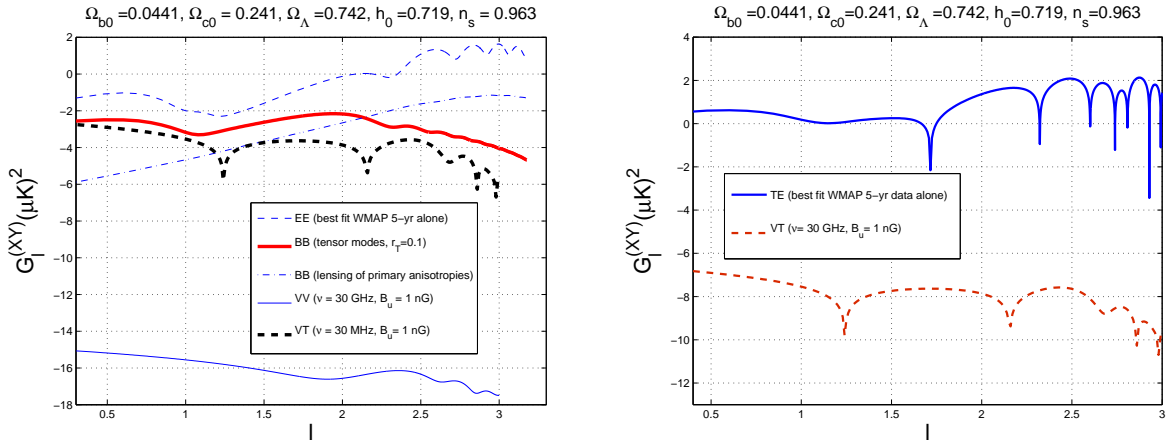 Ω_b0 =0.0441, Ω_c0 = 0.241, Ω_Λ =0.742, h_0 =0.719, n_s =0.963
G_l^(XY) (μK)^2
2
0
−2
−4
−6
−8
−10
−12
−14
−16
−18
EE (best fit WMAP 5−yr alone)
BB (tensor modes, r_T=0.1)
BB (lensing of primary anisotropies)
VV (ν = 30 GHz, B_u = 1 nG)
VT (ν = 30 MHz, B_u = 1 nG)
0.5 1 1.5 2 2.5 3
l
Ω_b0 =0.0441, Ω_c0 =0.241, Ω_Λ =0.742, h_0=0.719, n_s =0.963
G_l^(XY) (μK)^2
4
2
0
−2
−4
−6
−8
−10
−12
TE (best fit WMAP 5−yr data alone)
VT (ν= 30 GHz, B_u = 1 nG)
0.5 1 1.5 2 2.5 3
l